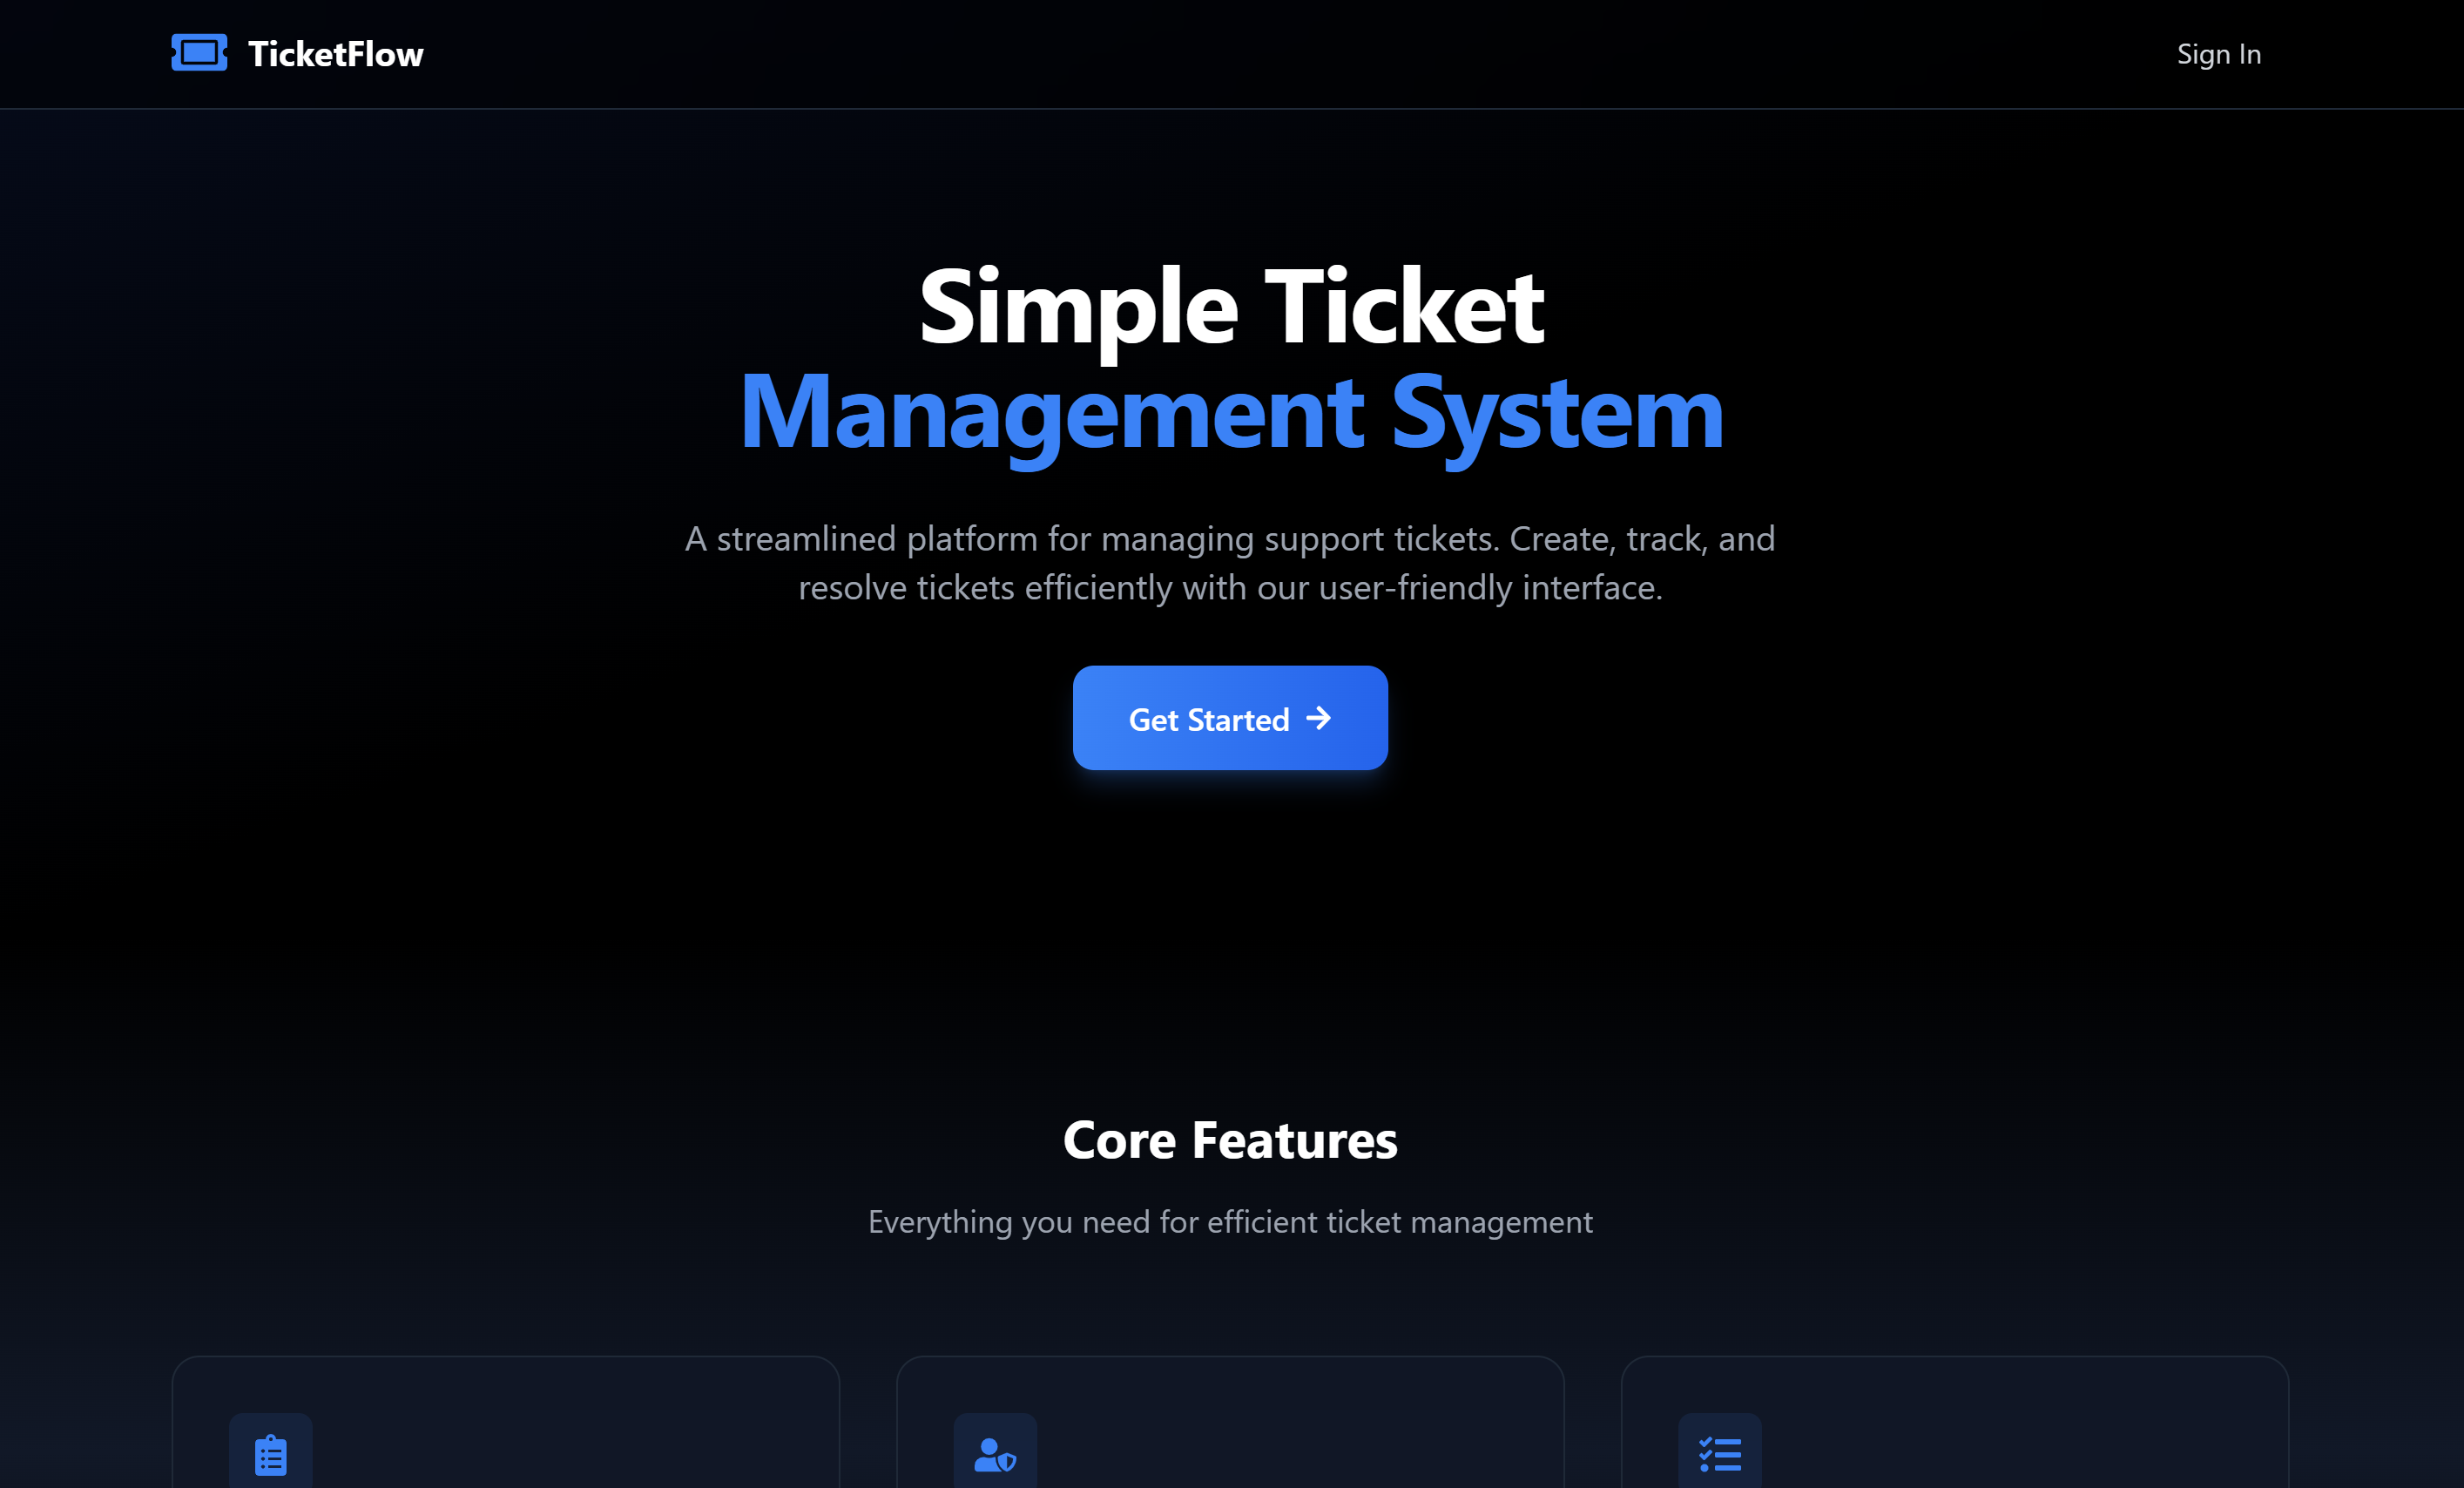 TicketFlow
Sign In
Simple Ticket
Management System
A streamlined platform for managing support tickets. Create, track, and
resolve tickets efficiently with our user-friendly interface.
Get Started
Core Features
Everything you need for efficient ticket management